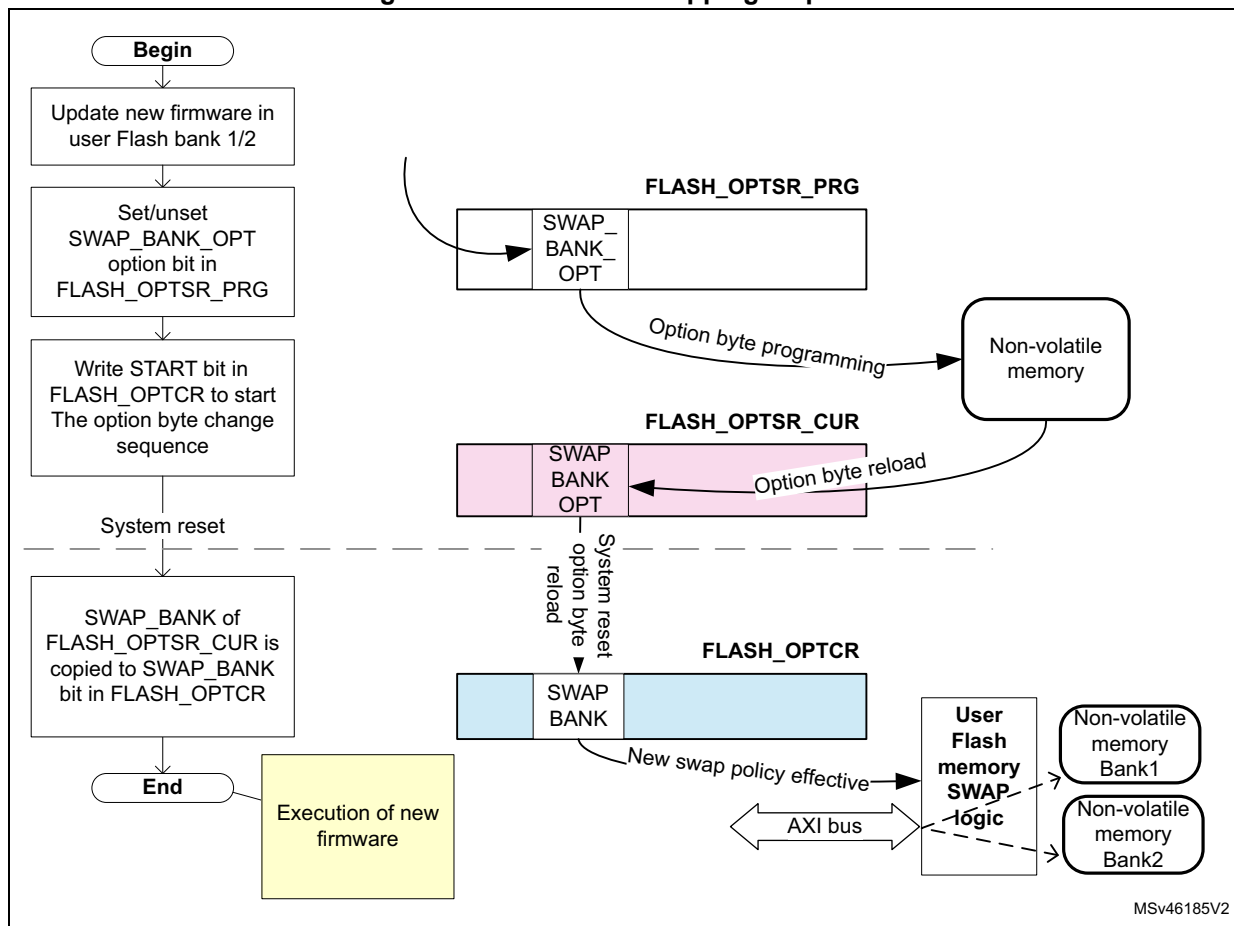 Begin
Update new firmware in
user Flash bank 1/2
Set/unset
SWAP_BANK_OPT
option bit in
FLASH_OPTSR_PRG
Write START bit in
FLASH_OPTCR to start
The option byte change
sequence
System reset
SWAP_BANK of
FLASH_OPTSR_CUR is
copied to SWAP_BANK
bit in FLASH_OPTCR
End
Execution of new
firmware
FLASH_OPTSR_PRG
SWAP_
BANK_
OPT
Option byte programming
Non-volatile
memory
FLASH_OPTSR_CUR
SWAP
BANK
OPT
Option byte reload
System reset
option byte
reload
FLASH_OPTCR
SWAP
BANK
New swap policy effective
AXI bus
User
Flash
memory
SWAP
logic
Non-volatile
memory
Bank1
Non-volatile
memory
Bank2
MSv46185V2